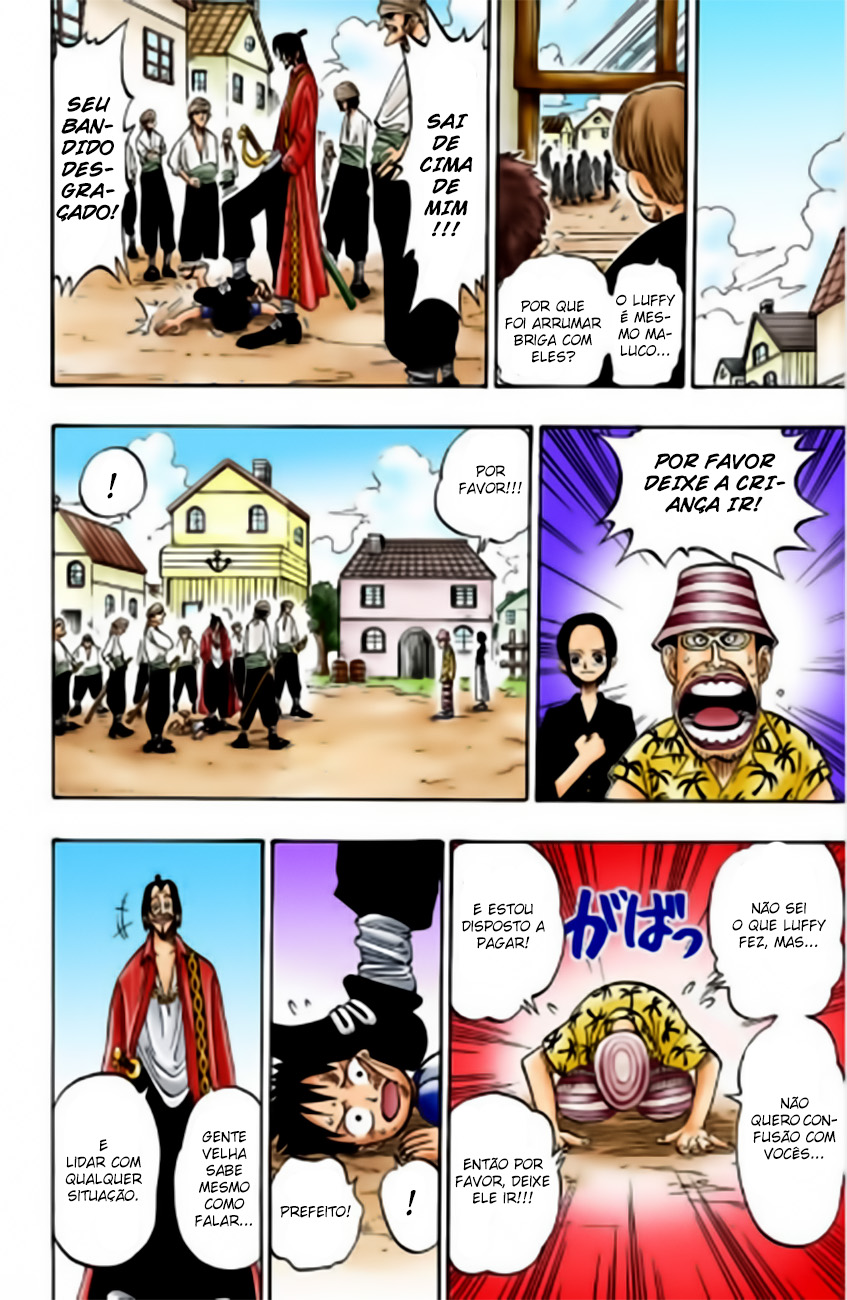 O LUFFY
É MES-
MO MA-
LUCO...
POR QUE
FOI ARRUMAR
BRIGA COM
ELES?
SAI
DE
CIMA
DE
MIM
!!!
SEU
BAN-
DIDO
DES-
GRA-
ÇADO!
POR FAVOR
DEIXE A CRI-
ANÇA IR!
POR
FAVOR!!!
!
NÃO SEI
O QUE LUFFY
FEZ, MAS...
NÃO
QUERO CON-
FUSÃO COM
VOCÊS...
がばっ
E ESTOU
DISPOSTO A
PAGAR!
ENTÃO POR
FAVOR, DEIXE
ELE IR!!!
!
PREFEITO!
GENTE
VELHA SABE
MESMO
COMO
FALAR...
E
LIDAR COM
QUALQUER
SITUAÇÃO.